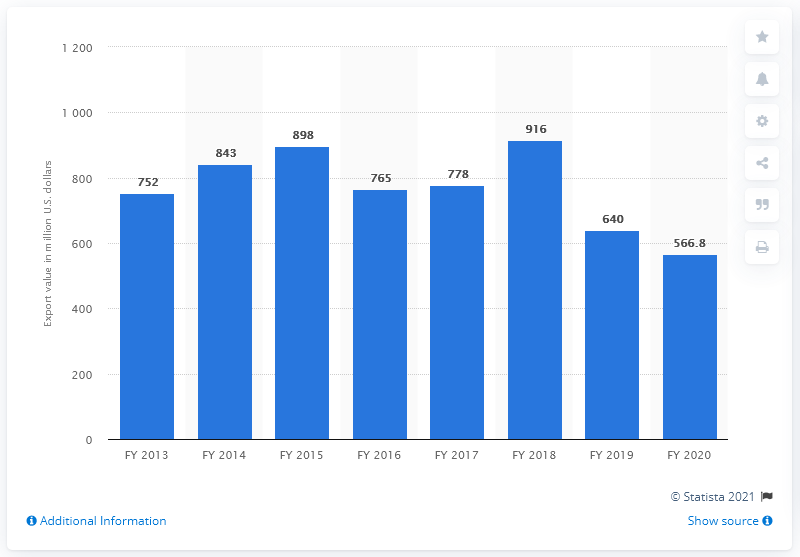 1 200
1 000
800
600
400
200
0
Export value in million U.S. dollars
752
843
898
765
778
916
640
566.8
FY 2013
FY 2014
FY 2015
FY 2016
FY 2017
FY 2018
FY 2019
FY 2020
© Statista 2021
Additional Information
Show source